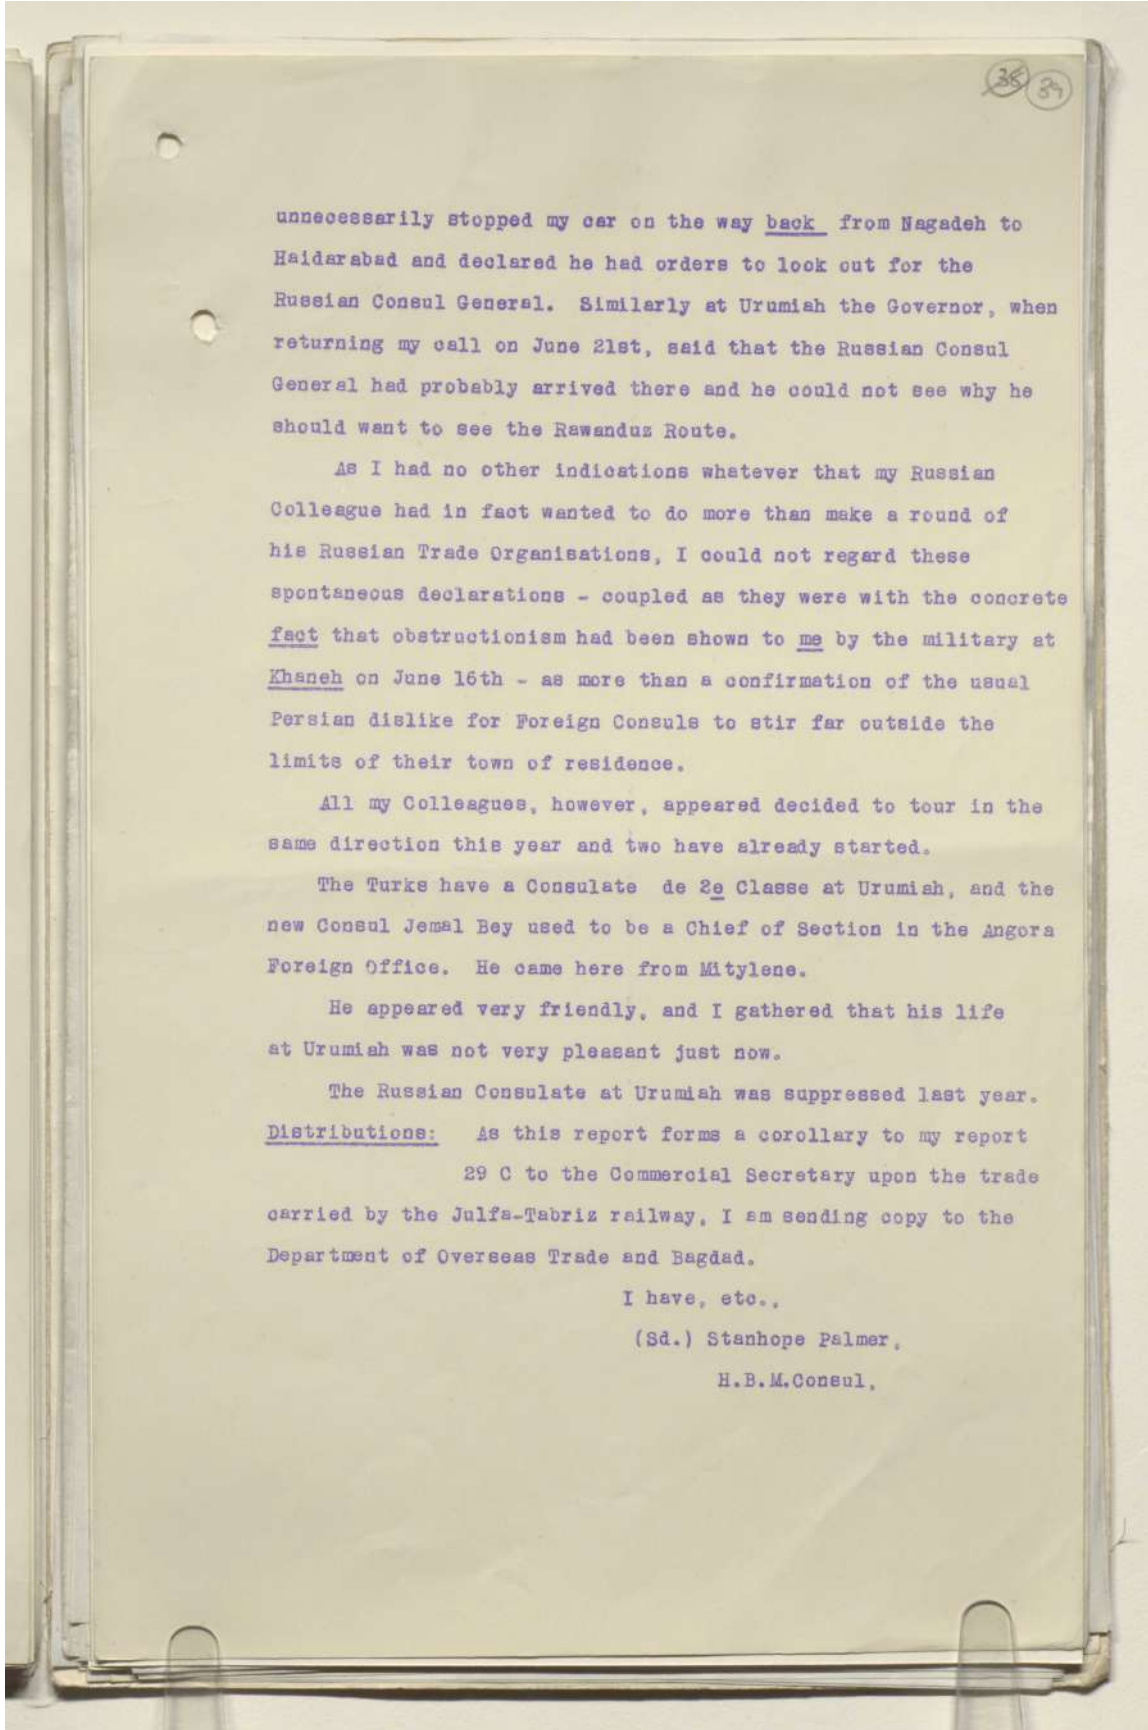 38 39
unnecessarily stopped my car on the way back from Nagadeh to
Haidarabad and declared he had orders to look out for the
Russian Consul General. Similarly at Urumiah the Governor, when
returning my call on June 21st, said that the Russian Consul
General had probably arrived there and he could not see why he
should want to see the Rawanduz Route.
As I had no other indications whatever that my Russian
Colleague had in fact wanted to do more than make a round of
his Russian Trade Organisations, I could not regard these
spontaneous declarations - coupled as they were with the concrete
fact that obstructionism had been shown to me by the military at
Khaneh on June 16th - as more than a confirmation of the usual
Persian dislike for Foreign Consuls to stir far outside the
limits of their town of residence.
All my Colleagues, however, appeared decided to tour in the
same direction this year and two have already started.
The Turks have a Consulate de 2e Classe at Urumiah, and the
new Consul Jemal Bey used to be a Chief of Section in the Angora
Foreign Office. He came here from Mitylene.
He appeared very friendly, and I gathered that his life
at Urumiah was not very pleasant just now.
The Russian Consulate at Urumiah was suppressed last year.
Distributions: As this report forms a corollary to my report
29 C to the Commercial Secretary upon the trade
carried by the Julfa-Tabriz railway, I am sending copy to the
Department of Overseas Trade and Bagdad.
I have, etc.,
(Sd.) Stanhope Palmer,
H.B.M.Consul,